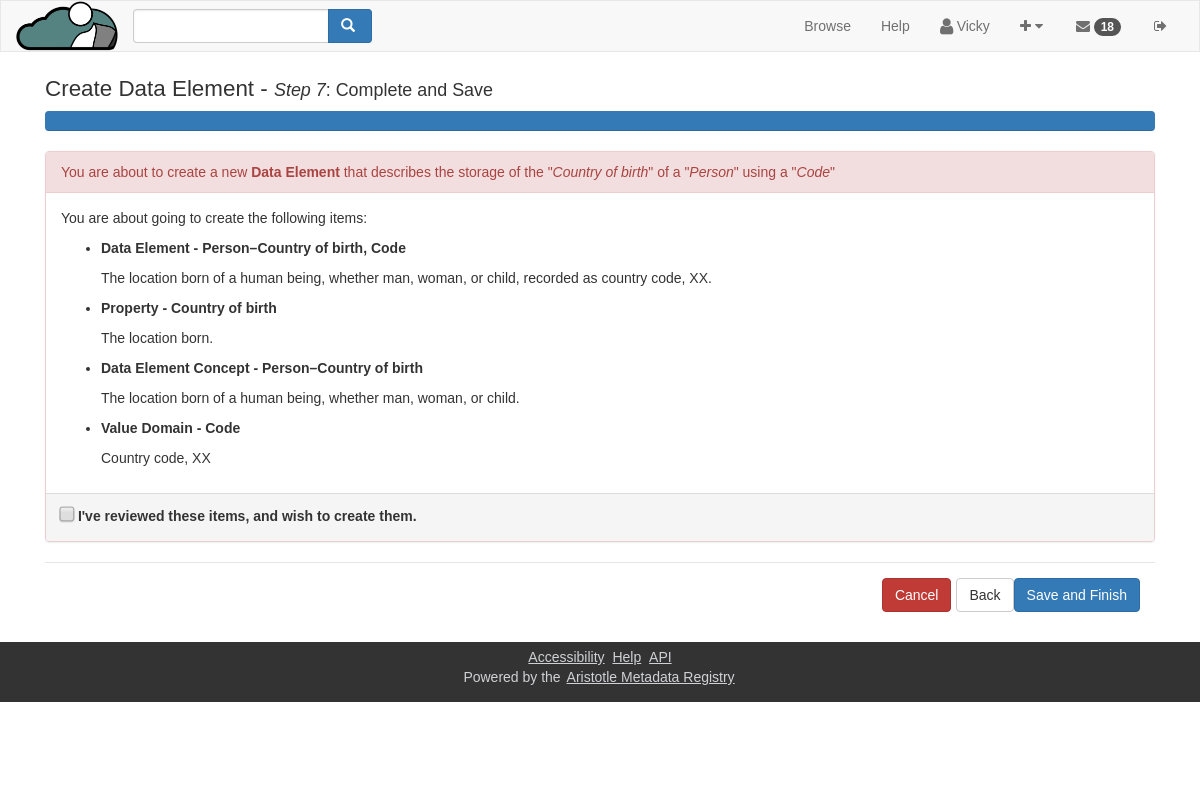 Browse Help Vicky 18
Create Data Element - Step 7: Complete and Save
You are about to create a new Data Element that describes the storage of the "Country of birth" of a "Person" using a "Code"
You are about going to create the following items:
• Data Element - Person–Country of birth, Code
The location born of a human being, whether man, woman, or child, recorded as country code, XX.
• Property - Country of birth
The location born.
• Data Element Concept - Person–Country of birth
The location born of a human being, whether man, woman, or child.
• Value Domain - Code
Country code, XX
I've reviewed these items, and wish to create them.
Cancel Back Save and Finish
Accessibility Help API
Powered by the Aristotle Metadata Registry